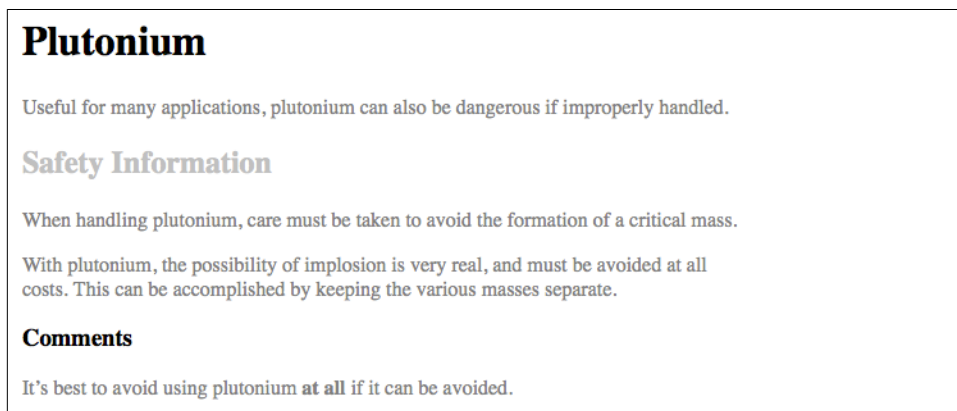 Plutonium
Useful for many applications, plutonium can also be dangerous if improperly handled.
Safety Information
When handling plutonium, care must be taken to avoid the formation of a critical mass.
With plutonium, the possibility of implosion is very real, and must be avoided at all
costs. This can be accomplished by keeping the various masses separate.
Comments
It’s best to avoid using plutonium at all if it can be avoided.